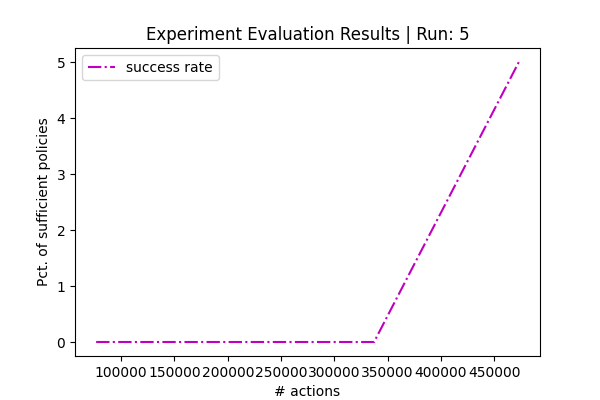 Experiment Evaluation Results | Run: 5
success rate
Pct. of sufficient policies
5
4
3
2
1
0
100000 150000 200000 250000 300000 350000 400000 450000
# actions